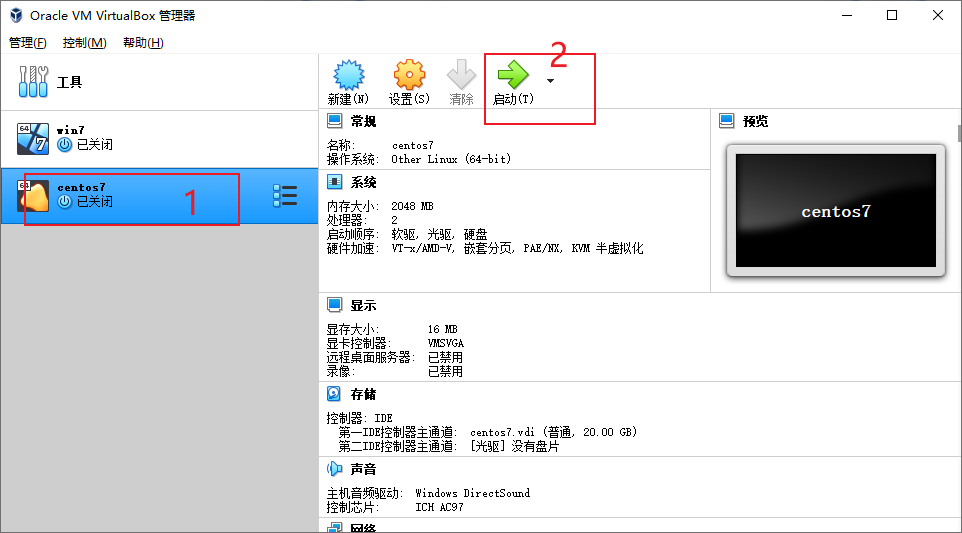 Oracle VM VirtualBox 管理器
管理(F) 控制(M) 帮助(H)
工具
新建(N) 设置(S) 清除 启动(T)
2
64
7
win7
已关闭
64
centos7
已关闭
1
常规
名称: centos7
操作系统: Other Linux (64-bit)
系统
内存大小: 2048 MB
处理器: 2
启动顺序: 软驱, 光驱, 硬盘
硬件加速: VT-x/AMD-V, 嵌套分页, PAE/NX, KVM 半虚拟化
预览
centos7
显示
显存大小: 16 MB
显卡控制器: VMSVGA
远程桌面服务器: 已禁用
录像: 已禁用
存储
控制器: IDE
第一IDE控制器主通道: centos7.vdi (普通, 20.00 GB)
第二IDE控制器主通道: [光驱] 没有盘片
声音
主机音频驱动: Windows DirectSound
控制芯片: ICH AC97
网络